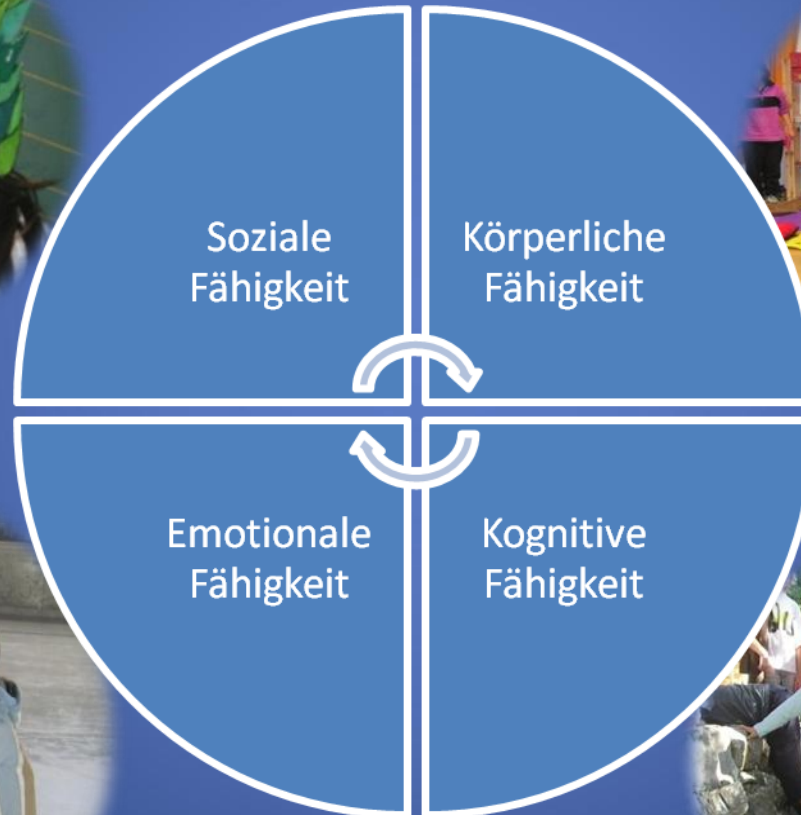 Soziale
Fähigkeit
Körperliche
Fähigkeit
Emotionale
Fähigkeit
Kognitive
Fähigkeit